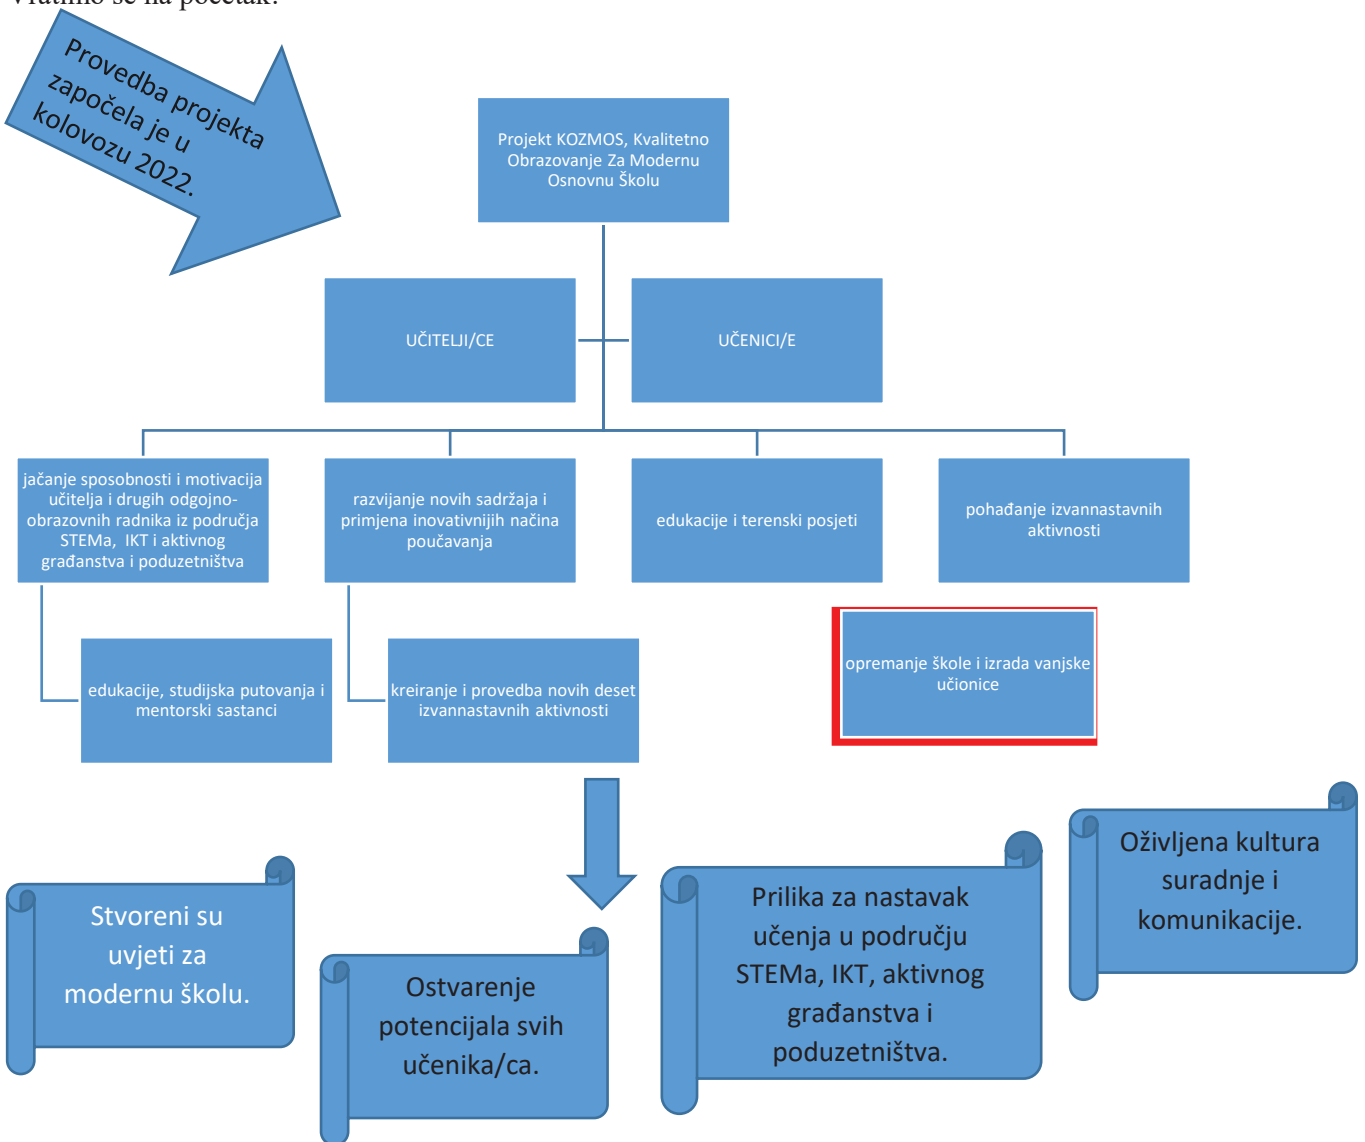 Vratimo se na početak.
Provedba projekta
započela je u
kolovozu 2022.
Projekt KOZMOS, Kvalitetno
Obrazovanje Za Modernu
Osnovnu Školu
UČITELJI/CE
UČENICI/E
jačanje sposobnosti i motivacija
učitelja i drugih odgojno-
obrazovnih radnika iz područja
STEMa, IKT i aktivnog
građanstva i poduzetništva
razvijanje novih sadržaja i
primjena inovativnijih načina
poučavanja
edukacije i terenski posjeti
pohađanje izvannastavnih
aktivnosti
edukacije, studijska putovanja i
mentorski sastanci
kreiranje i provedba novih deset
izvannastavnih aktivnosti
opremanje škole i izrada vanjske
učionice
Stvoreni su
uvjeti za
modernu školu.
Ostvarenje
potencijala svih
učenika/ca.
Prilika za nastavak
učenja u području
STEMa, IKT, aktivnog
građanstva i
poduzetništva.
Oživljena kultura
suradnje i
komunikacije.